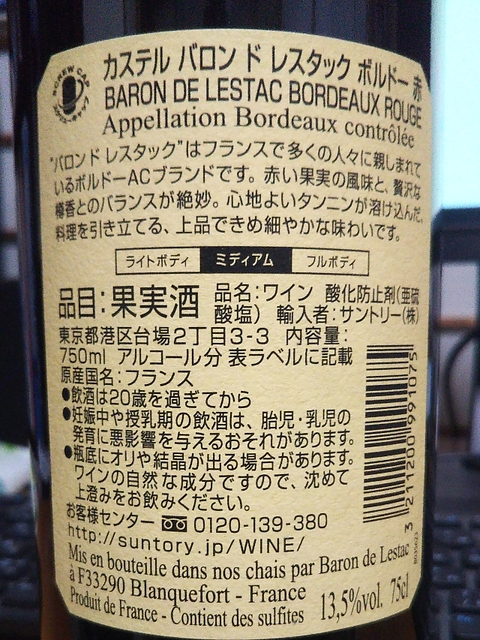 SCREW CAP
カステル バロン ド レスタック ボルドー 赤
BARON DE LESTAC BORDEAUX ROUGE
Appellation Bordeaux contrôlée
"バロンド レスタック"はフランスで多くの人々に親しまれて
いるボルドーACブランドです。赤い果実の風味と、贅沢な
樽香とのバランスが絶妙。心地よいタンニンが溶け込んだ、
料理を引き立てる、上品できめ細やかな味わいです。
ライトボディ ミディアム フルボディ
品目:果実酒 品名:ワイン 酸化防止剤(亜硫
酸塩) 輸入者:サントリー(株)
東京都港区台場2丁目3-3 内容量:
750ml アルコール分 表ラベルに記載
原産国名:フランス
●飲酒は20歳を過ぎてから
●妊娠中や授乳期の飲酒は、胎児・乳児の
発育に悪影響を与えるおそれがあります。
●瓶底にオリや結晶が出る場合があります。
ワインの自然な成分ですので、沈めて
上澄みをお飲みください。
お客様センター 0120-139-380
http://suntory.jp/WINE/
Mis en bouteille dans nos chais par Baron de Lestac
à F33290 Blanquefort - France
Produit de France - Contient des sulfites 13,5%vol. 75cl
3 211200 991075